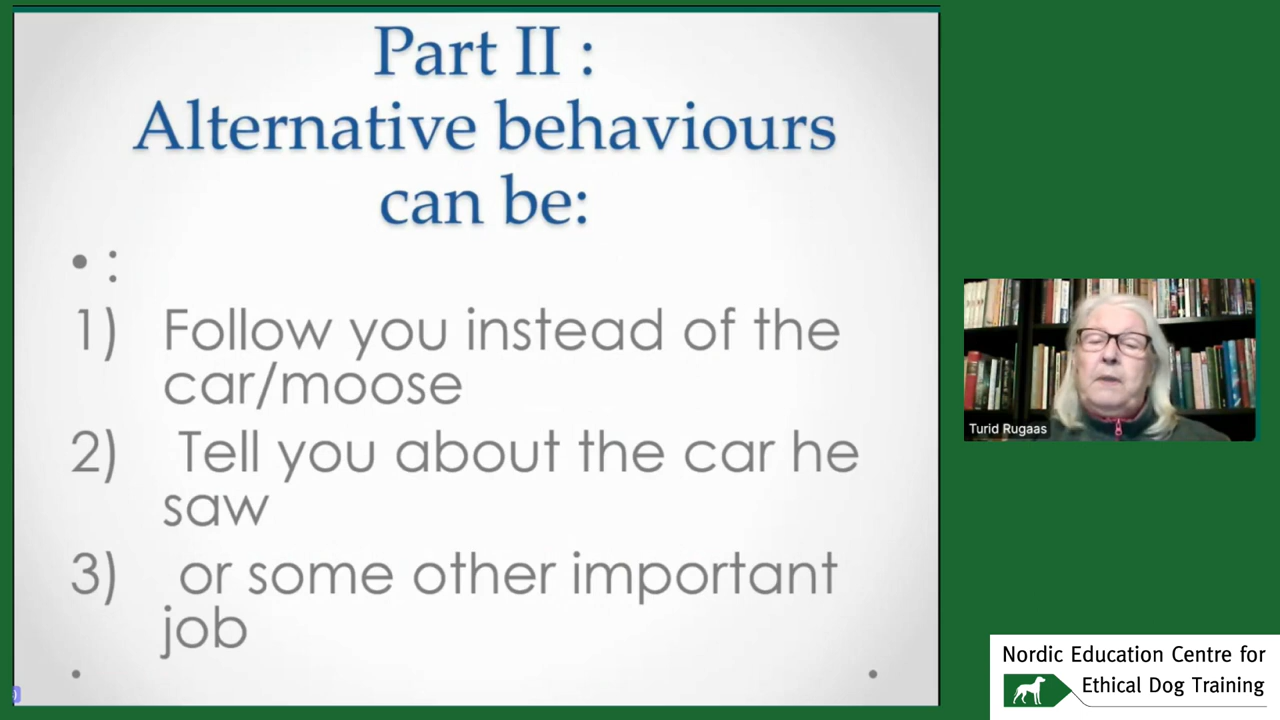 Part II :
Alternative behaviours
can be:
• :
1) Follow you instead of the
car/moose
2) Tell you about the car he
saw
3) or some other important
job
Turid Rugaas
Nordic Education Centre for
Ethical Dog Training